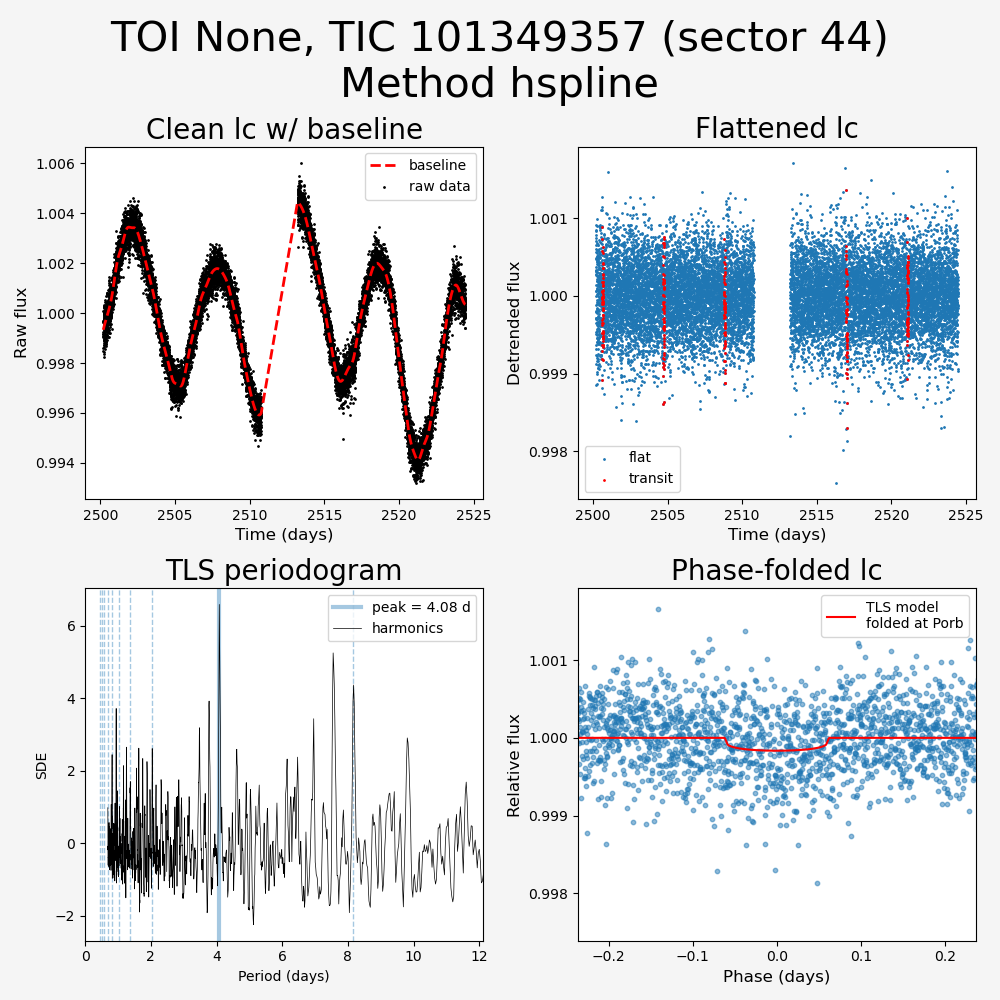 TOI None, TIC 101349357 (sector 44)
Method hspline
Clean lc w/ baseline
Raw flux
1.006
1.004
1.002
1.000
0.998
0.996
0.994
baseline
raw data
2500
2505
2510
2515
2520
2525
Time (days)
Flattened lc
Detrended flux
1.001
1.000
0.999
0.998
flat
transit
2500
2505
2510
2515
2520
2525
Time (days)
TLS periodogram
SDE
6
4
2
0
−2
peak = 4.08 d
harmonics
0
2
4
6
8
10
12
Period (days)
Phase-folded lc
Relative flux
1.001
1.000
0.999
0.998
TLS model
folded at Porb
−0.2
−0.1
0.0
0.1
0.2
Phase (days)